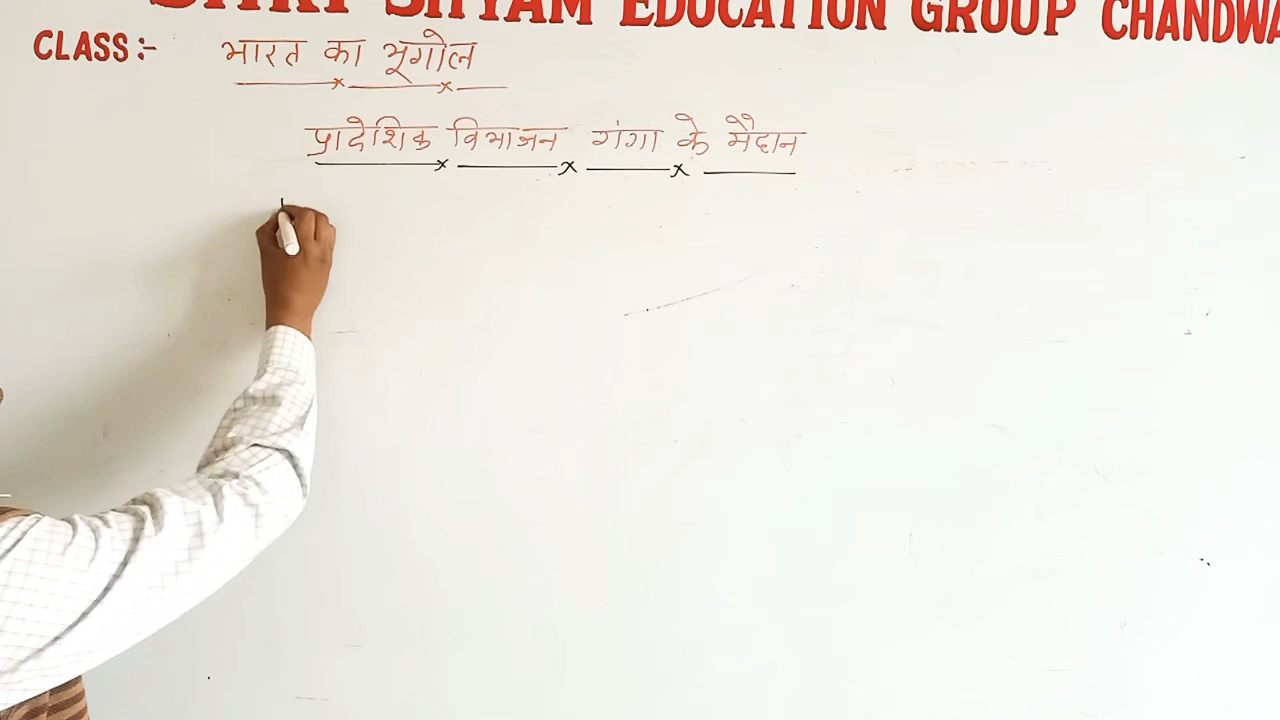 SHRI SHYAM EDUCATION GROUP CHANDWA
CLASS:- भारत का भूगोल
प्रादेशिक विभाजन गंगा के मैदान